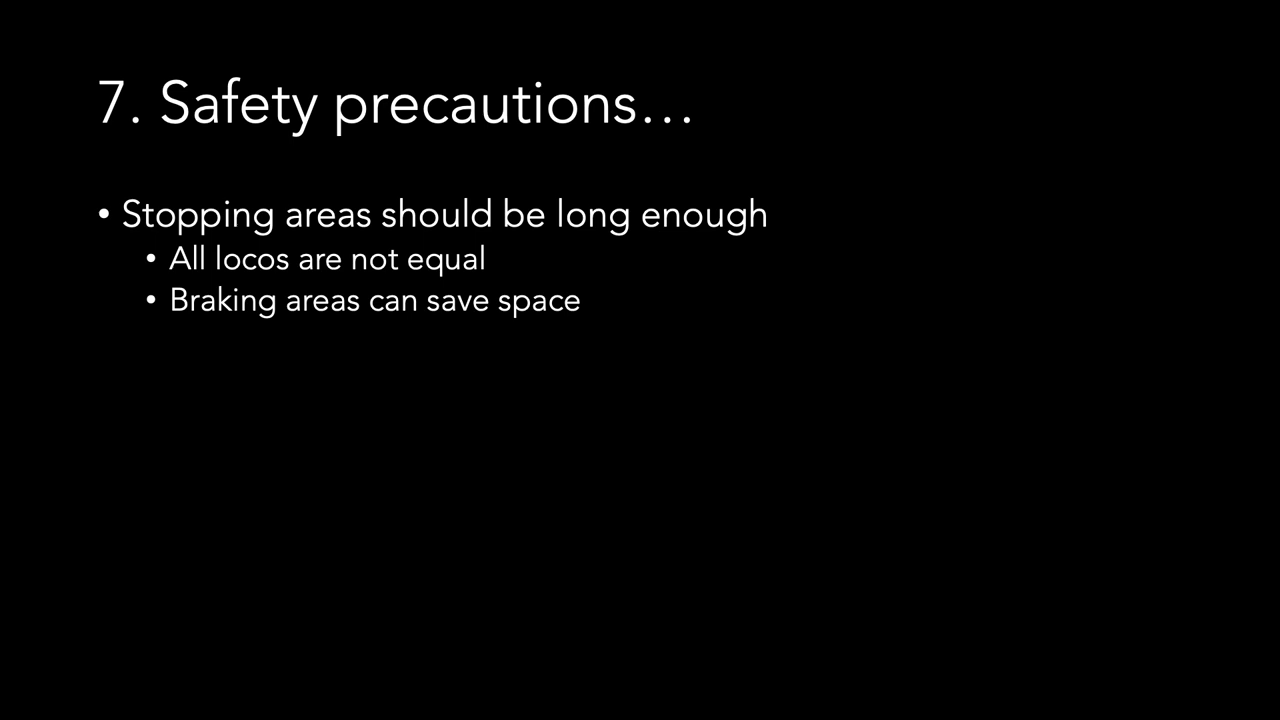 7. Safety precautions…
• Stopping areas should be long enough
• All locos are not equal
• Braking areas can save space